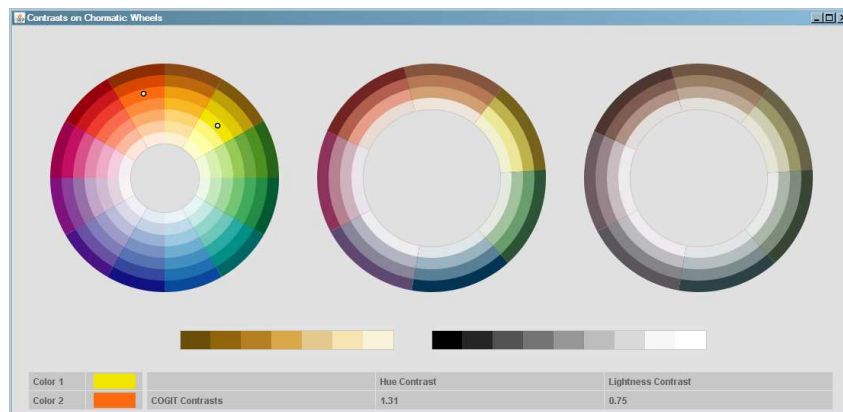 Contrasts on Chormatic Wheels
Color 1 Hue Contrast Lightness Contrast
Color 2 COGIT Contrasts 1.31 0.75